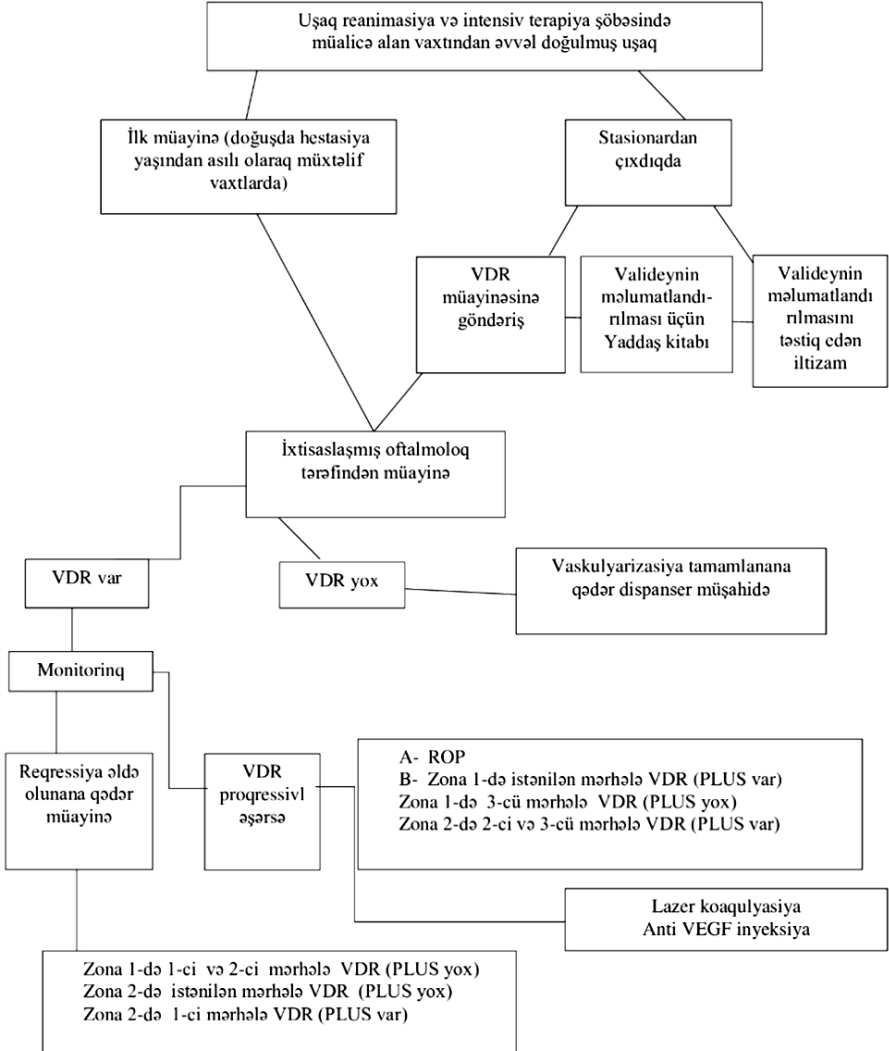 Uşaq reanimasiya və intensiv terapiya şöbəsində
müalicə alan vaxtından əvvəl doğulmuş uşaq
İlk müayinə (doğuşda hestasiya
yaşından asılı olaraq müxtəlif
vaxtlarda)
Stasionardan
çıxdıqda
VDR
müayinəsinə
göndəriş
Valideynin
məlumatlandı-
rılması üçün
Yaddaş kitabı
Valideynin
məlumatlandı
rılmasını
təstiq edən
iltizam
İxtisaslaşmış oftalmoloq
tərəfindən müayinə
VDR var
VDR yox
Vaskulyarizasiya tamamlanana
qədər dispanser müşahidə
Monitorinq
Reqressiya əldə
olunana qədər
müayinə
VDR
proqressivl
əşərsə
A- ROP
B- Zona 1-də istənilən mərhələ VDR (PLUS var)
Zona 1-də 3-cü mərhələ VDR (PLUS yox)
Zona 2-də 2-ci və 3-cü mərhələ VDR (PLUS var)
Lazer koaqulyasiya
Anti VEGF inyeksiya
Zona 1-də 1-ci və 2-ci mərhələ VDR (PLUS yox)
Zona 2-də istənilən mərhələ VDR (PLUS yox)
Zona 2-də 1-ci mərhələ VDR (PLUS var)